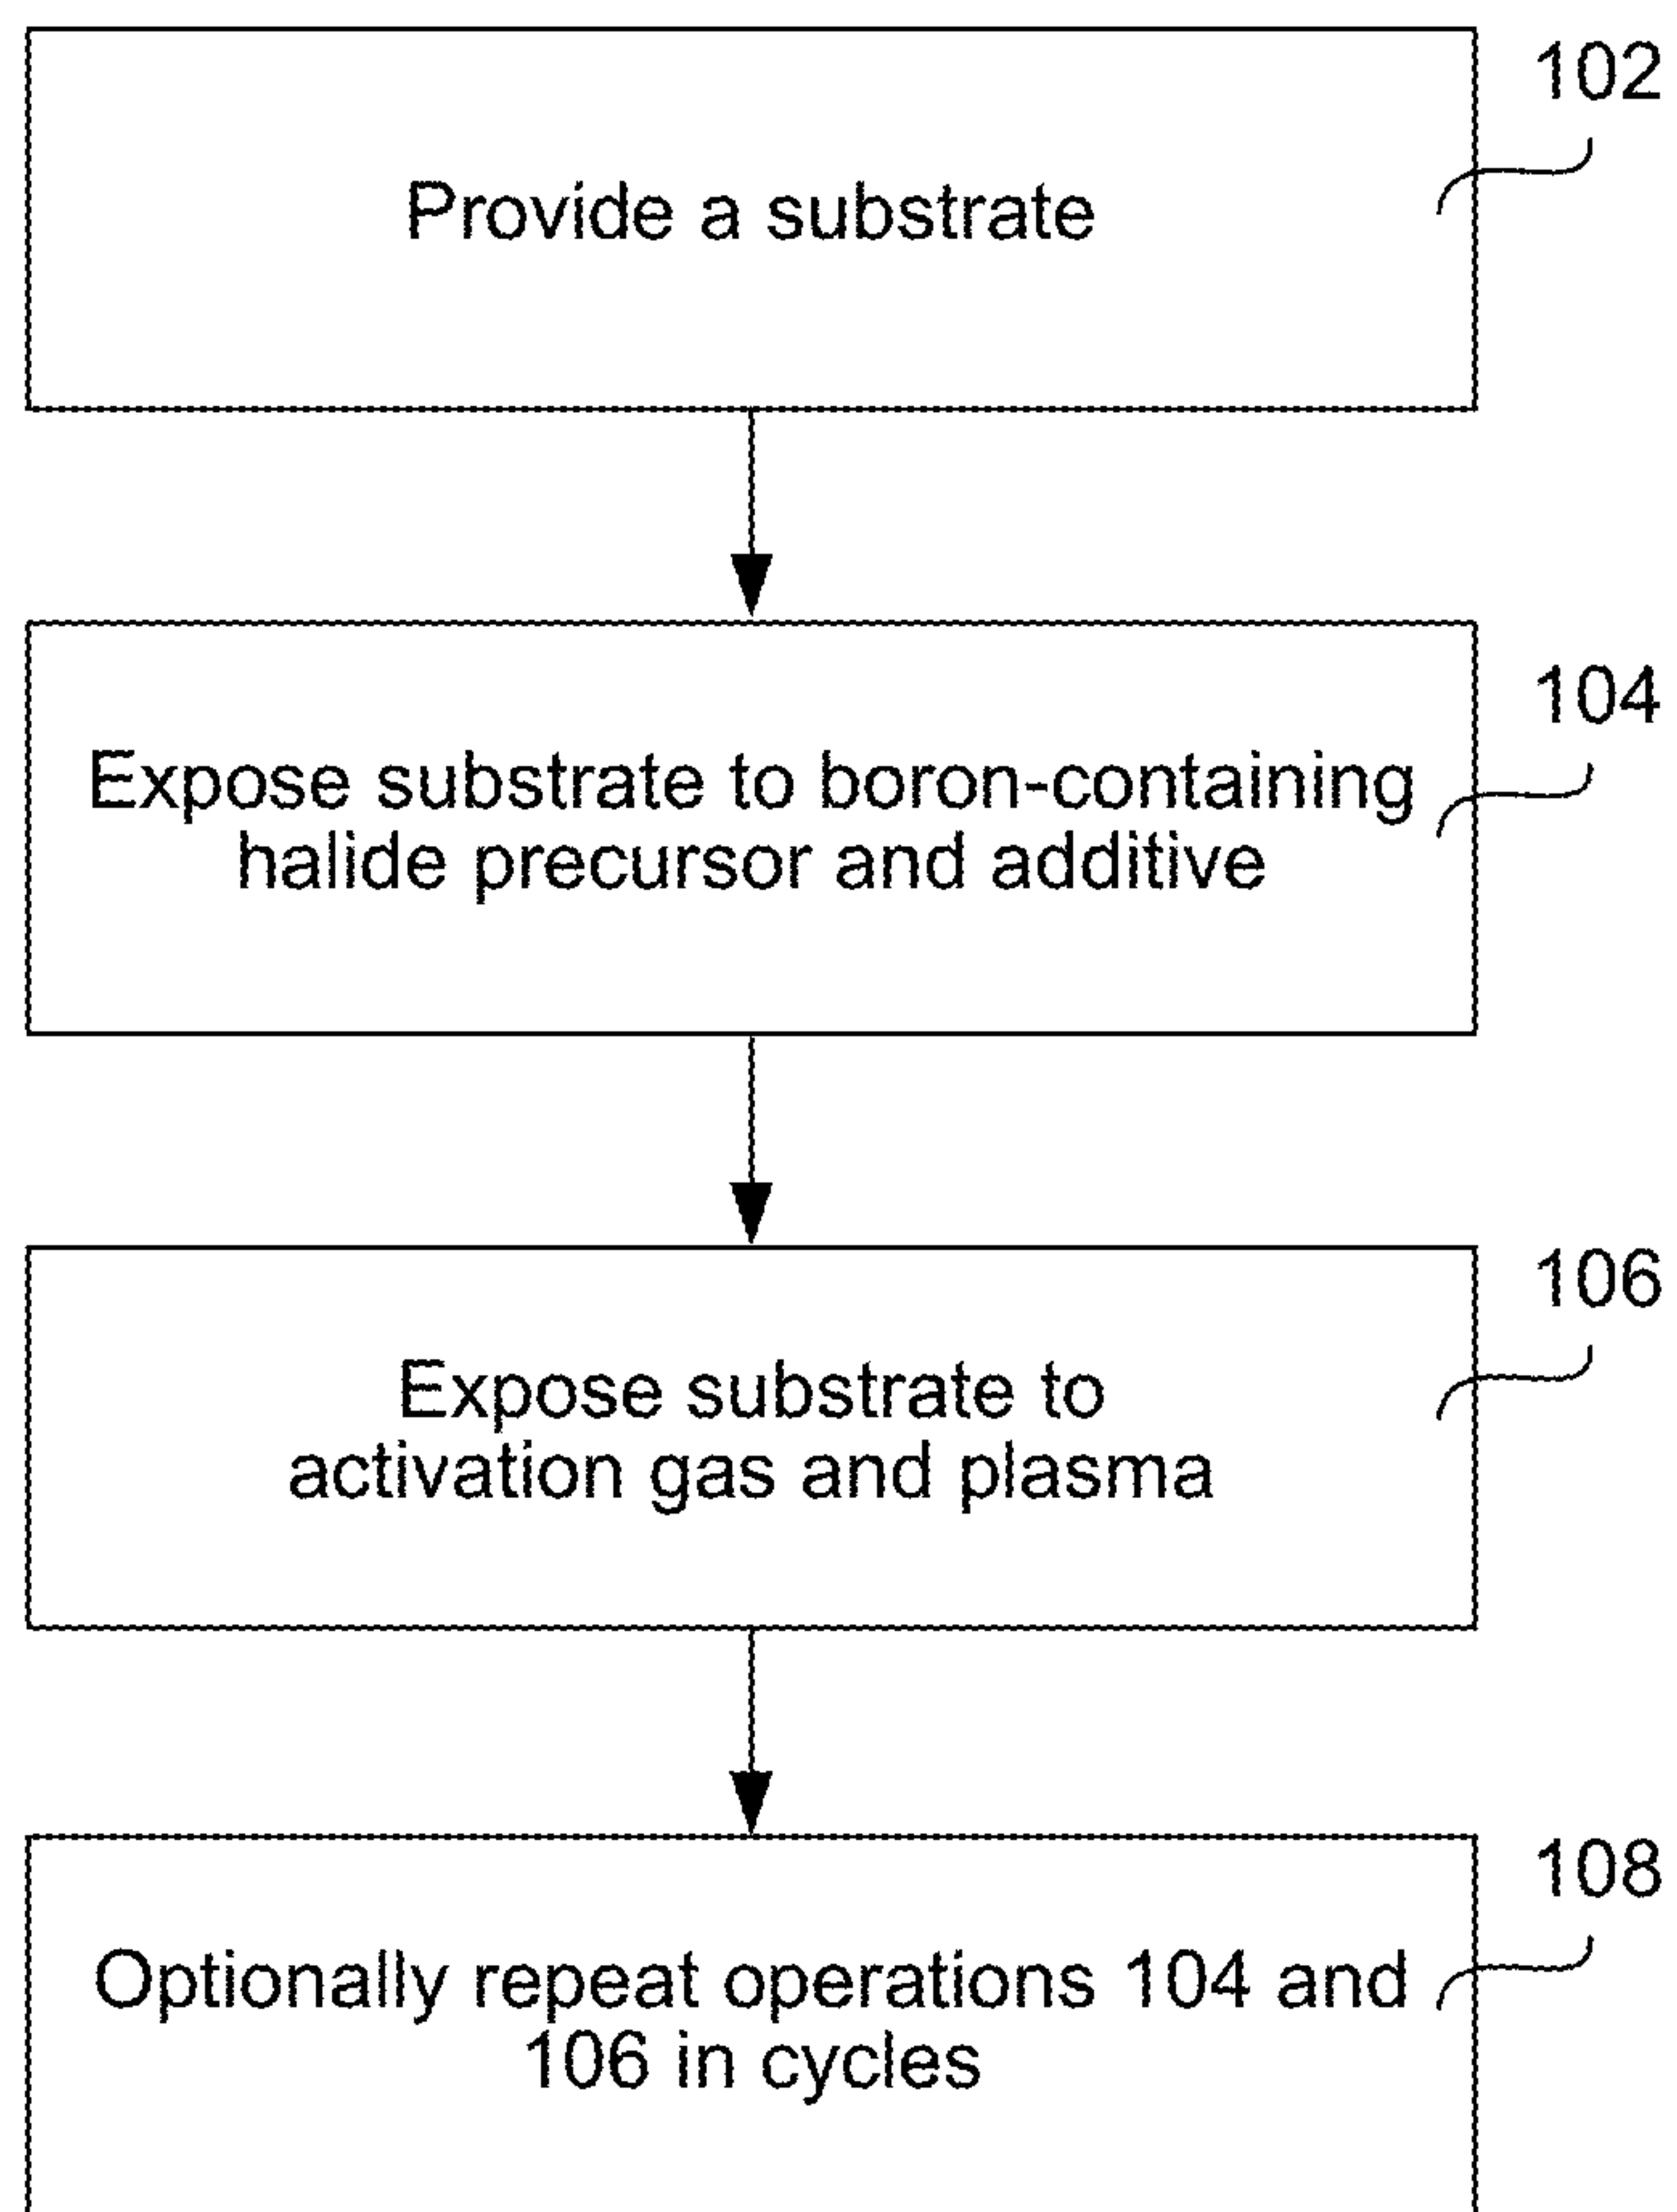 102
Provide a substrate
104
Expose substrate to boron-containing
halide precursor and additive
106
Expose substrate to
activation gas and plasma
108
Optionally repeat operations 104 and
106 in cycles